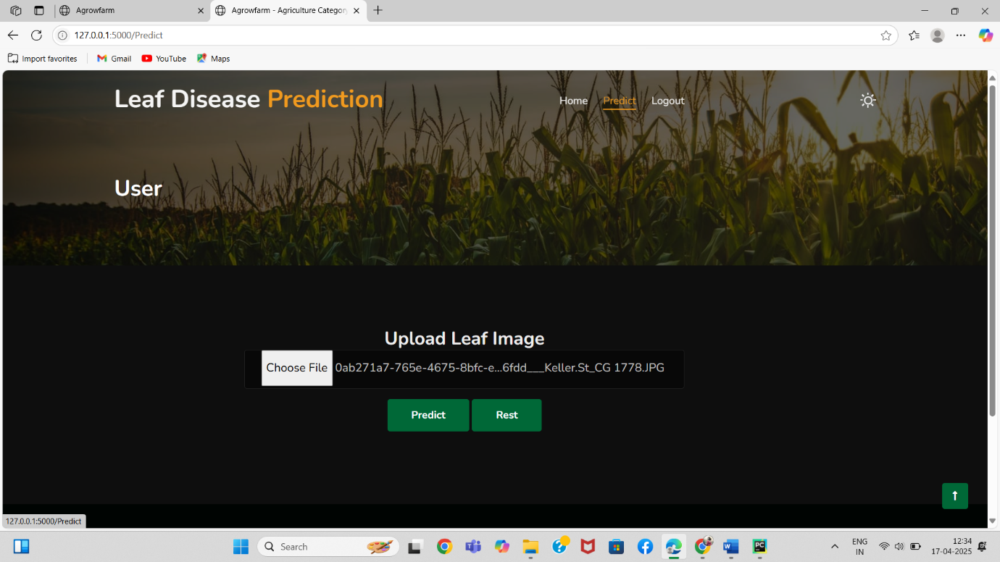 Agrowfarm
Agrowfarm - Agriculture Categor
127.0.0.1:5000/Predict
Import favorites
Gmail
YouTube
Maps
Leaf Disease Prediction
Home
Predict
Logout
User
Upload Leaf Image
Choose File 0ab271a7-765e-4675-8bfc-e...6fdd___Keller.St_CG 1778.JPG
Predict
Rest
127.0.0.1:5000/Predict
Search
ENG
IN
12:34
17-04-2025